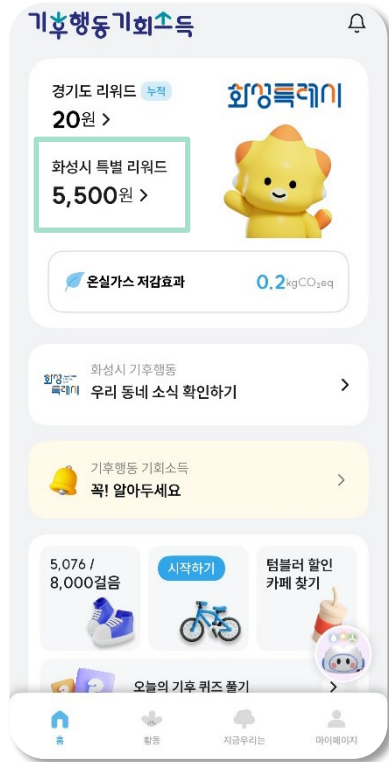 기후행동기회소득
경기도 리워드 누적
20원 >
화성특례시
화성시 특별 리워드
5,500원 >
온실가스 저감효과 0.2kgCO₂eq
화성특례시
화성시 기후행동
우리 동네 소식 확인하기 >
기후행동 기회소득
꼭! 알아두세요 >
5,076 /
8,000걸음
시작하기
텀블러 할인
카페 찾기
오늘의 기후 퀴즈 풀기 >
홈
활동
지금우리는
마이페이지